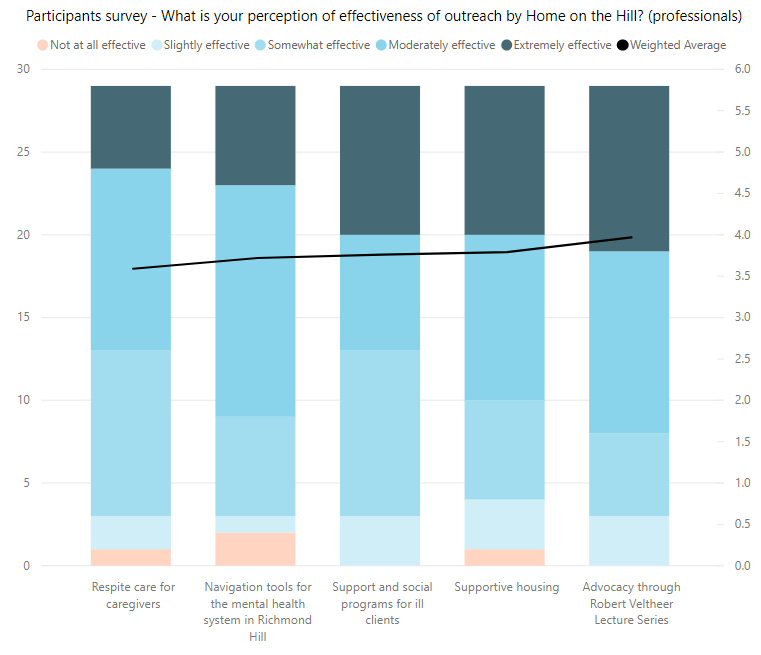 Participants survey - What is your perception of effectiveness of outreach by Home on the Hill? (professionals)
Not at all effective Slightly effective Somewhat effective Moderately effective Extremely effective Weighted Average
30
25
20
15
10
5
0
6.0
5.5
5.0
4.5
4.0
3.5
3.0
2.5
2.0
1.5
1.0
0.5
0.0
Respite care for
caregivers
Navigation tools for
the mental health
system in Richmond
Hill
Support and social
programs for ill
clients
Supportive housing
Advocacy through
Robert Veltheer
Lecture Series